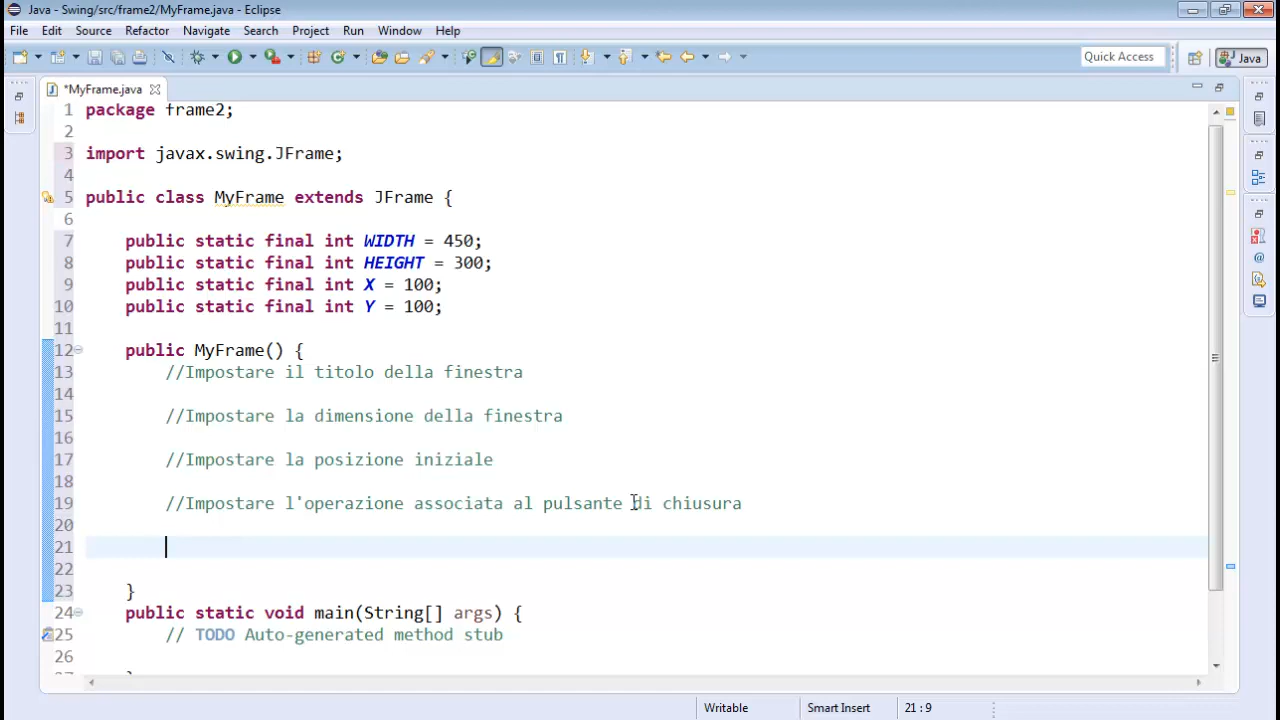 Java - Swing/src/frame2/MyFrame.java - Eclipse
File Edit Source Refactor Navigate Search Project Run Window Help
Quick Access Java
*MyFrame.java
1 package frame2;
2
3 import javax.swing.JFrame;
4
5 public class MyFrame extends JFrame {
6
7 public static final int WIDTH = 450;
8 public static final int HEIGHT = 300;
9 public static final int X = 100;
10 public static final int Y = 100;
11
12 public MyFrame() {
13 //Impostare il titolo della finestra
14
15 //Impostare la dimensione della finestra
16
17 //Impostare la posizione iniziale
18
19 //Impostare l'operazione associata al pulsante di chiusura
20
21
22
23 }
24 public static void main(String[] args) {
25 // TODO Auto-generated method stub
26
27 }
Writable Smart Insert 21 : 9